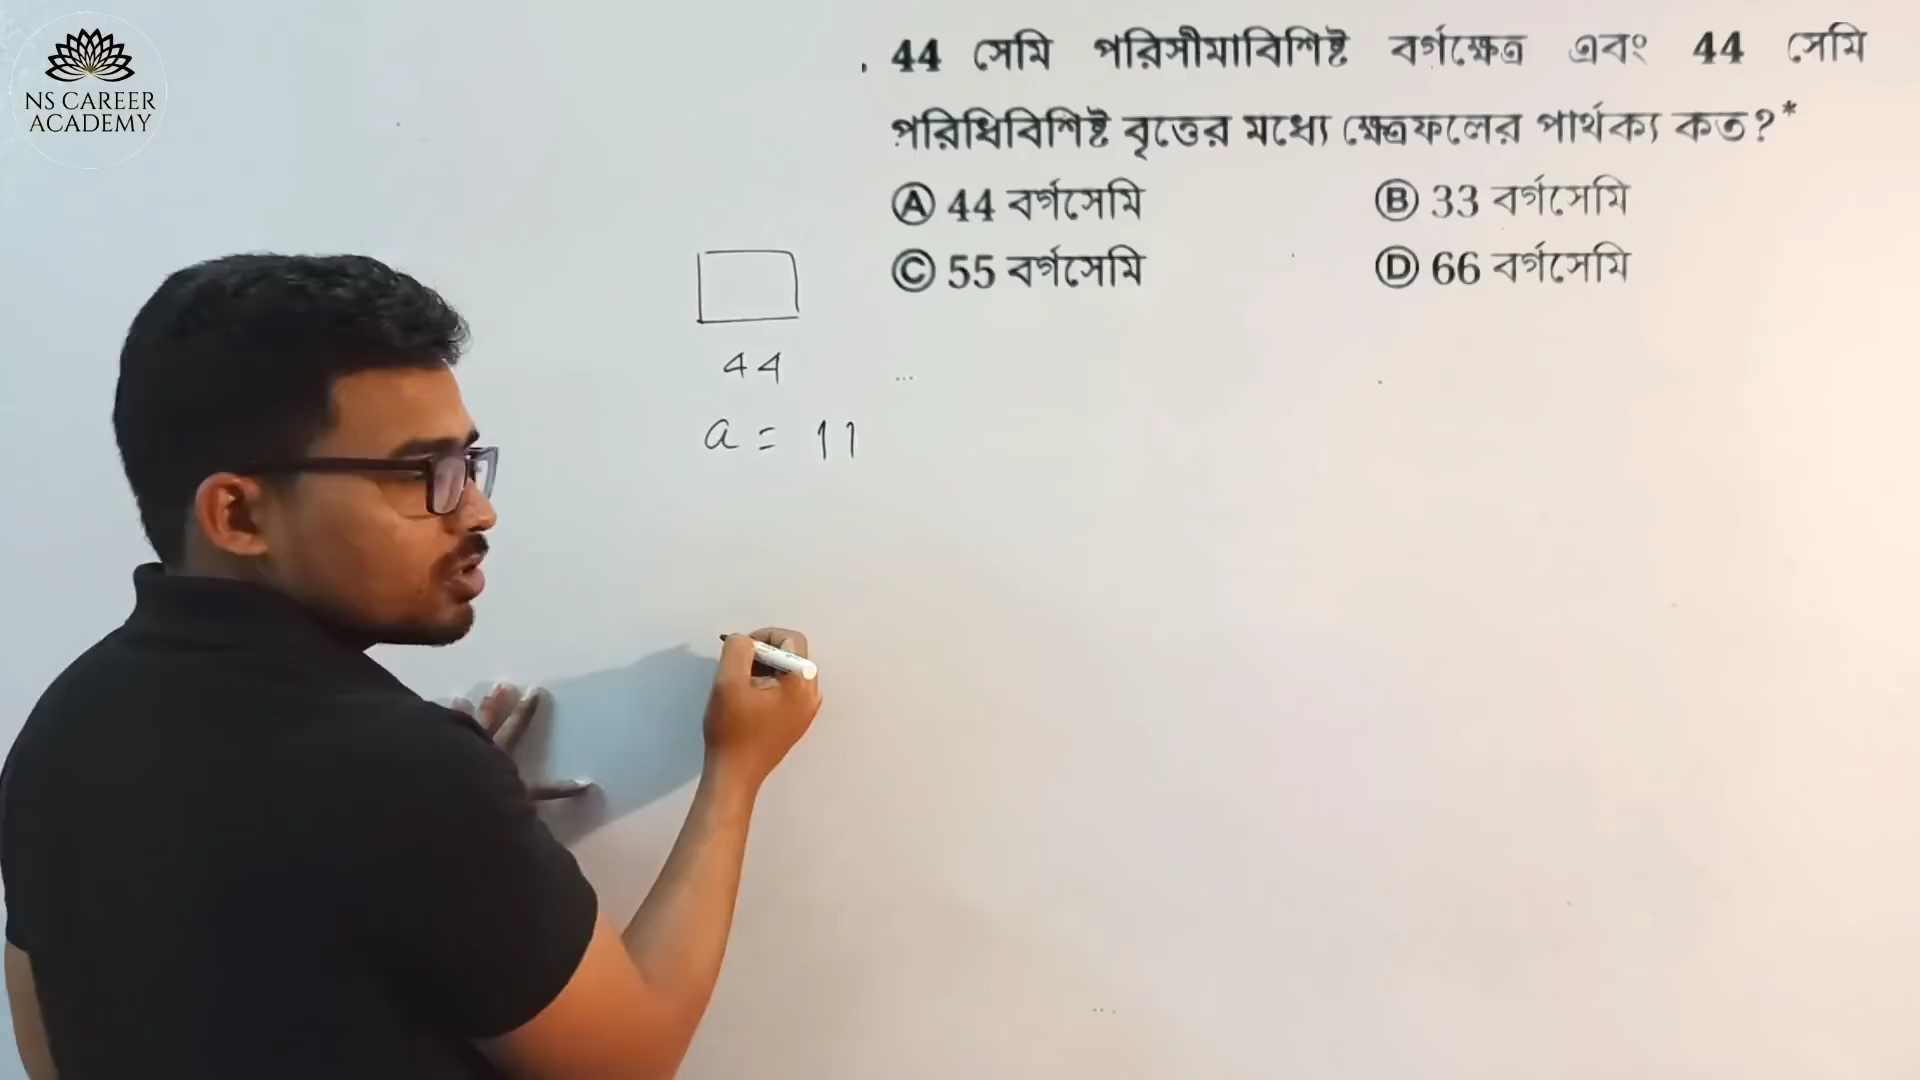 NS CAREER
ACADEMY
. 44 সেমি পরিসীমাবিশিষ্ট বর্গক্ষেত্র এবং 44 সেমি
পরিধিবিশিষ্ট বৃত্তের মধ্যে ক্ষেত্রফলের পার্থক্য কত?*
Ⓐ 44 বর্গসেমি Ⓑ 33 বর্গসেমি
Ⓒ 55 বর্গসেমি Ⓓ 66 বর্গসেমি
44
a = 11